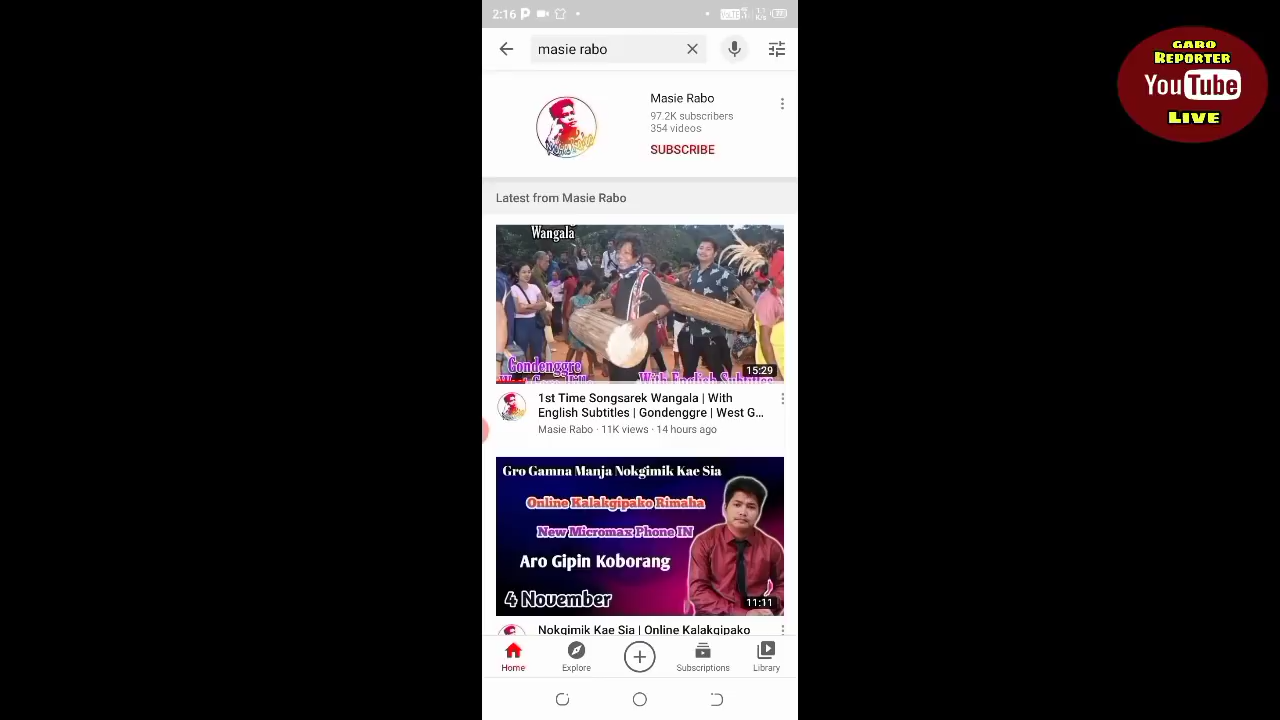 2:16
GARO
REPORTER
YouTube
LIVE
masie rabo
Masie Rabo
97.2K subscribers
354 videos
SUBSCRIBE
Latest from Masie Rabo
Wangala
Gondenggre
West Garo Hills
With English Subtitles
15:29
1st Time Songsarek Wangala | With
English Subtitles | Gondenggre | West G...
Masie Rabo · 11K views · 14 hours ago
Gro Gamna Manja Nokgimik Kae Sia
Online Kalakgipako Rimaha
New Micromax Phone IN
Aro Gipin Koborang
4 November
11:11
Nokgimik Kae Sia | Online Kalakgipako
Home
Explore
Subscriptions
Library